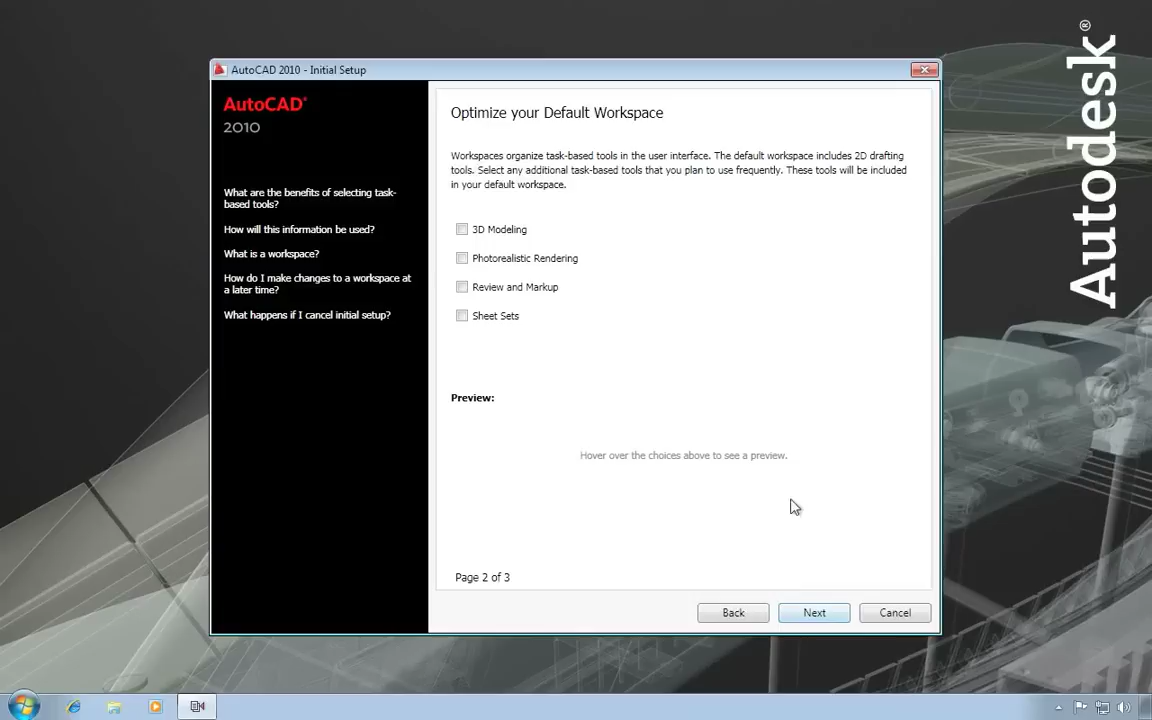 Autodesk®
AutoCAD 2010 - Initial Setup
AutoCAD®
2010
What are the benefits of selecting task-
based tools?
How will this information be used?
What is a workspace?
How do I make changes to a workspace at
a later time?
What happens if I cancel initial setup?
Optimize your Default Workspace
Workspaces organize task-based tools in the user interface. The default workspace includes 2D drafting
tools. Select any additional task-based tools that you plan to use frequently. These tools will be included
in your default workspace.
3D Modeling
Photorealistic Rendering
Review and Markup
Sheet Sets
Preview:
Hover over the choices above to see a preview.
Page 2 of 3
Back
Next
Cancel